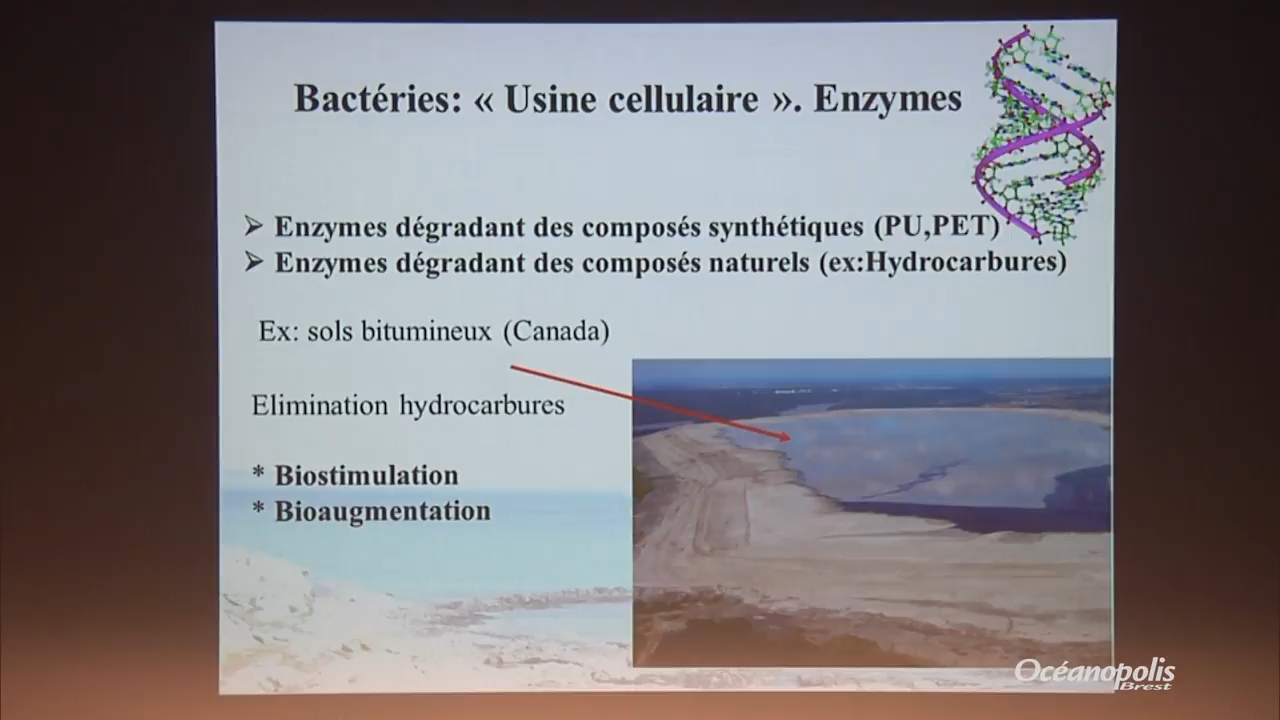 Bactéries: « Usine cellulaire ». Enzymes
➢ Enzymes dégradant des composés synthétiques (PU,PET)
➢ Enzymes dégradant des composés naturels (ex:Hydrocarbures)
Ex: sols bitumineux (Canada)
Elimination hydrocarbures
* Biostimulation
* Bioaugmentation
Océanopolis
Brest